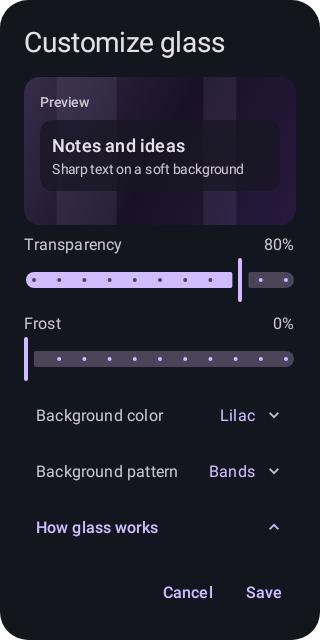 Customize glass
Preview
Notes and ideas
Sharp text on a soft background
Transparency 80%
Frost 0%
Background color Lilac
Background pattern Bands
How glass works
Cancel Save